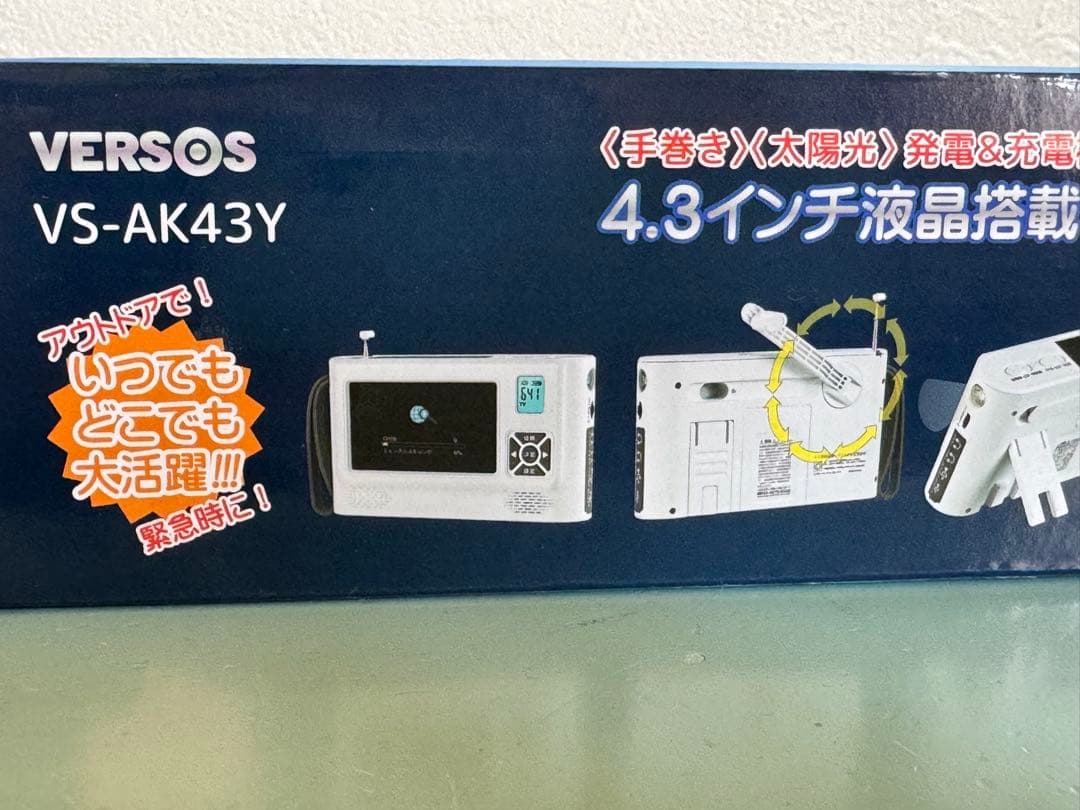 VERSOS
VS-AK43Y
〈手巻き〉〈太陽光〉発電&充電
4.3インチ液晶搭載
アウトドアで!
いつでも
どこでも
大活躍!!!
緊急時に!
641
TV